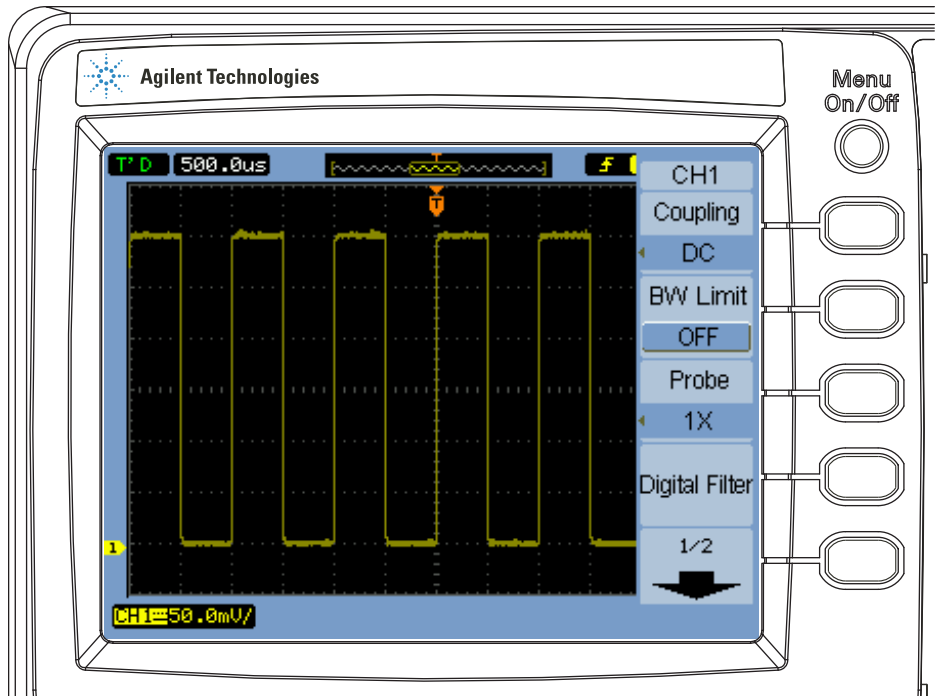 Agilent Technologies
Menu
On/Off
T'D 500.0us
T
T
CH1
Coupling
DC
BW Limit
OFF
Probe
1X
Digital Filter
1/2
1
CH1 50.0mV/